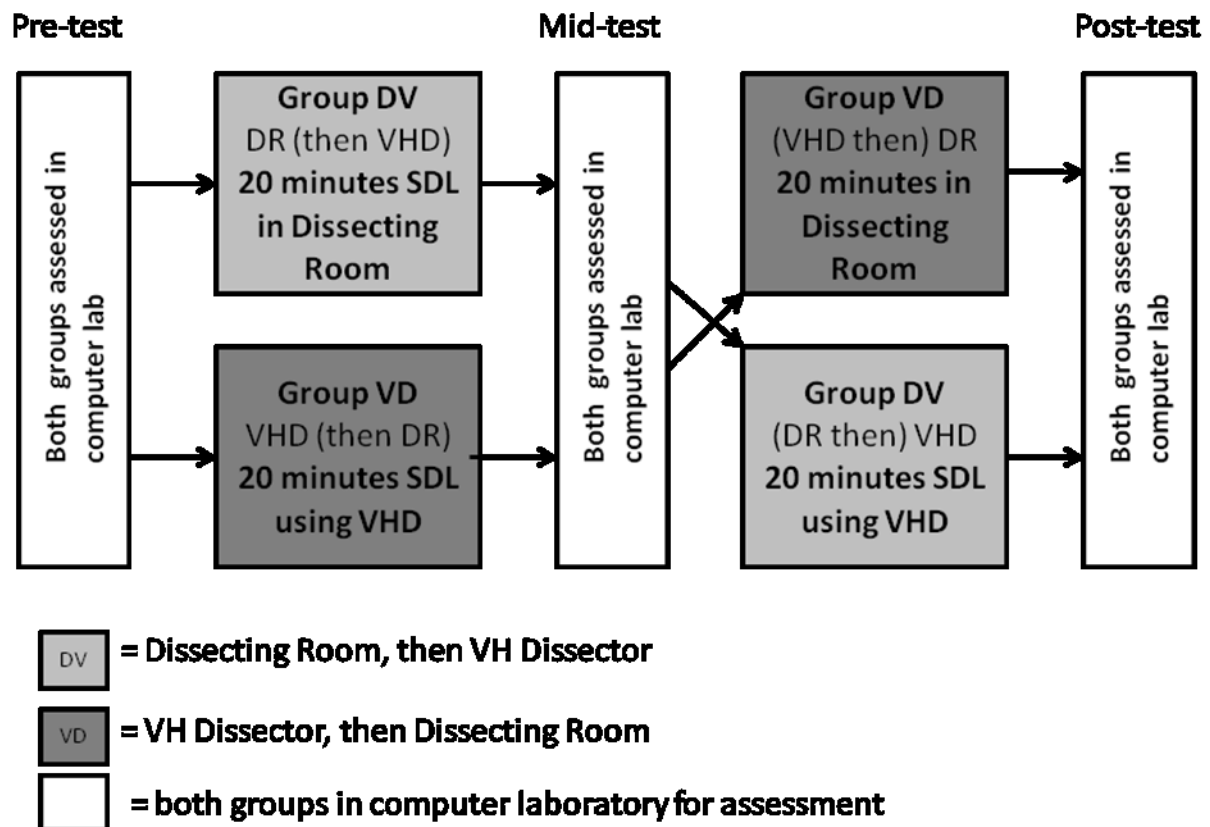 Pre-test
Mid-test
Post-test
Both groups assessed in
computer lab
Group DV
DR (then VHD)
20 minutes SDL
in Dissecting
Room
Group VD
VHD (then DR)
20 minutes SDL
using VHD
Both groups assessed in
computer lab
Group VD
(VHD then) DR
20 minutes in
Dissecting
Room
Group DV
(DR then) VHD
20 minutes SDL
using VHD
Both groups assessed in
computer lab
DV = Dissecting Room, then VH Dissector
VD = VH Dissector, then Dissecting Room
= both groups in computer laboratory for assessment